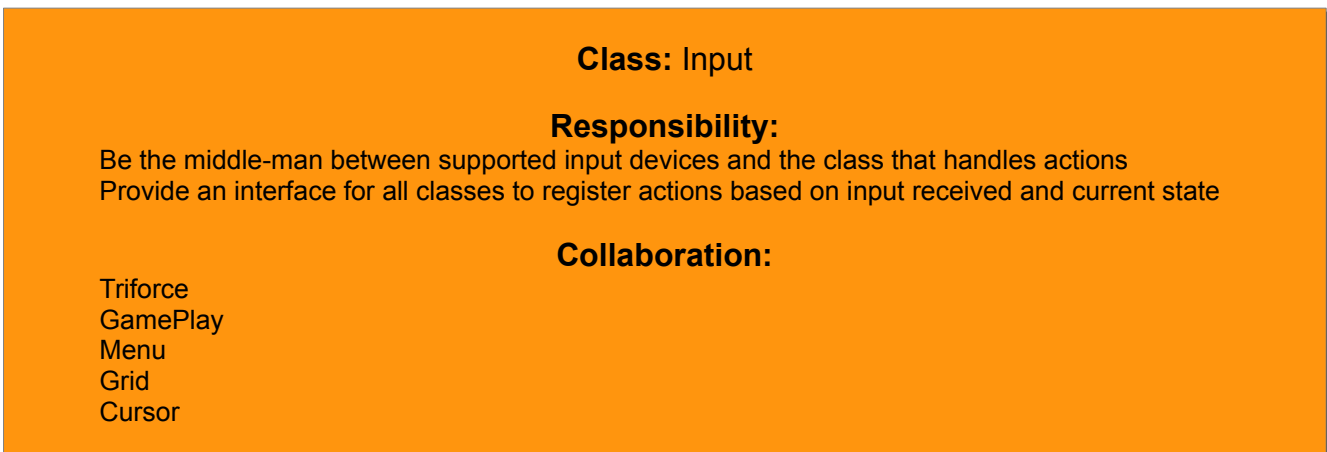 Class: Input
Responsibility:
Be the middle-man between supported input devices and the class that handles actions
Provide an interface for all classes to register actions based on input received and current state
Collaboration:
Triforce
GamePlay
Menu
Grid
Cursor